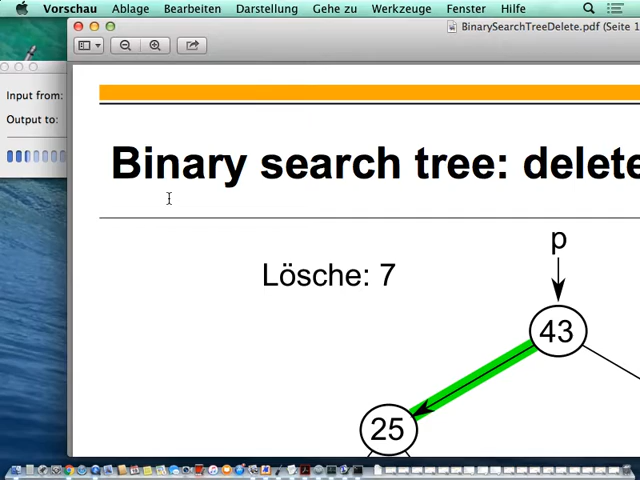 Vorschau Ablage Bearbeiten Darstellung Gehe zu Werkzeuge Fenster Hilfe
BinarySearchTreeDelete.pdf (Seite 1
Input from:
Output to:
Binary search tree: delete
p
Lösche: 7
43
25